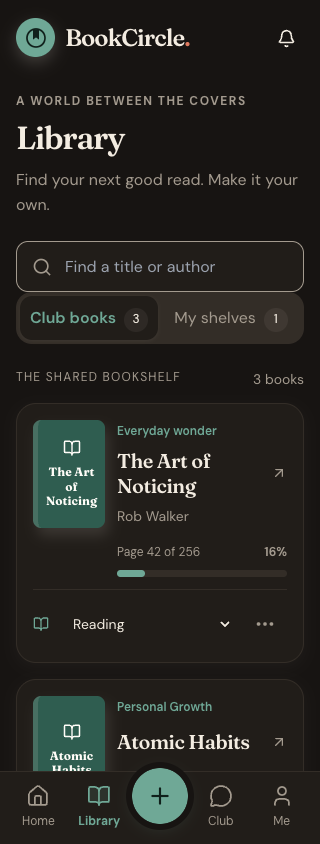 BookCircle.
A WORLD BETWEEN THE COVERS
Library
Find your next good read. Make it your
own.
Find a title or author
Club books 3
My shelves 1
THE SHARED BOOKSHELF
3 books
The Art
of
Noticing
Everyday wonder
The Art of
Noticing
Rob Walker
Page 42 of 256
16%
Reading
Atomic
Habits
Personal Growth
Atomic Habits
Home
Library
Club
Me